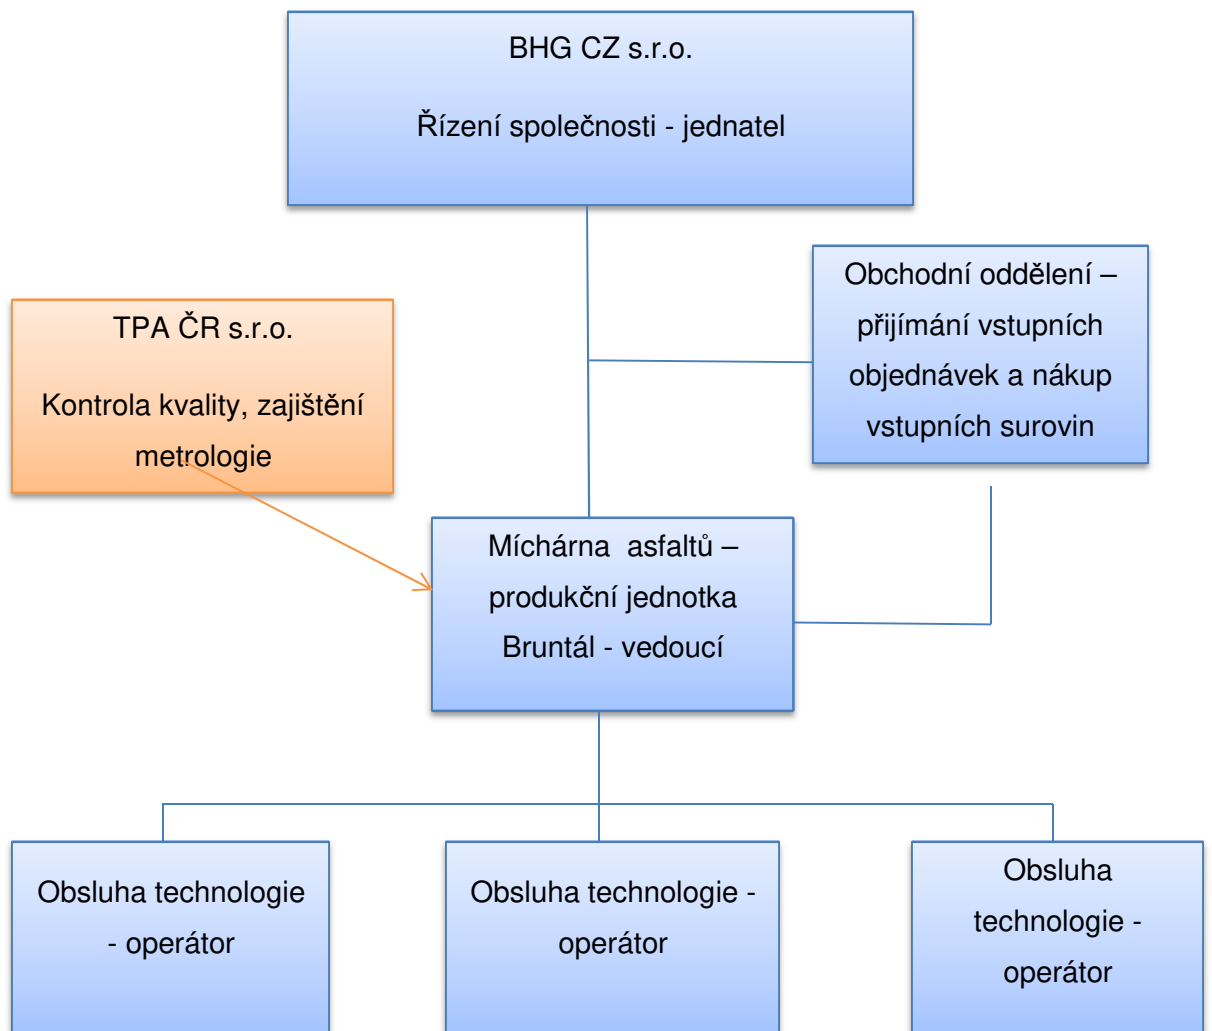 BHG CZ s.r.o.
Řízení společnosti - jednatel
Obchodní oddělení –
přijímání vstupních
objednávek a nákup
vstupních surovin
TPA ČR s.r.o.
Kontrola kvality, zajištění
metrologie
Míchárna  asfaltů –
produkční jednotka
Bruntál - vedoucí
Obsluha technologie
- operátor
Obsluha technologie -
operátor
Obsluha
technologie -
operátor